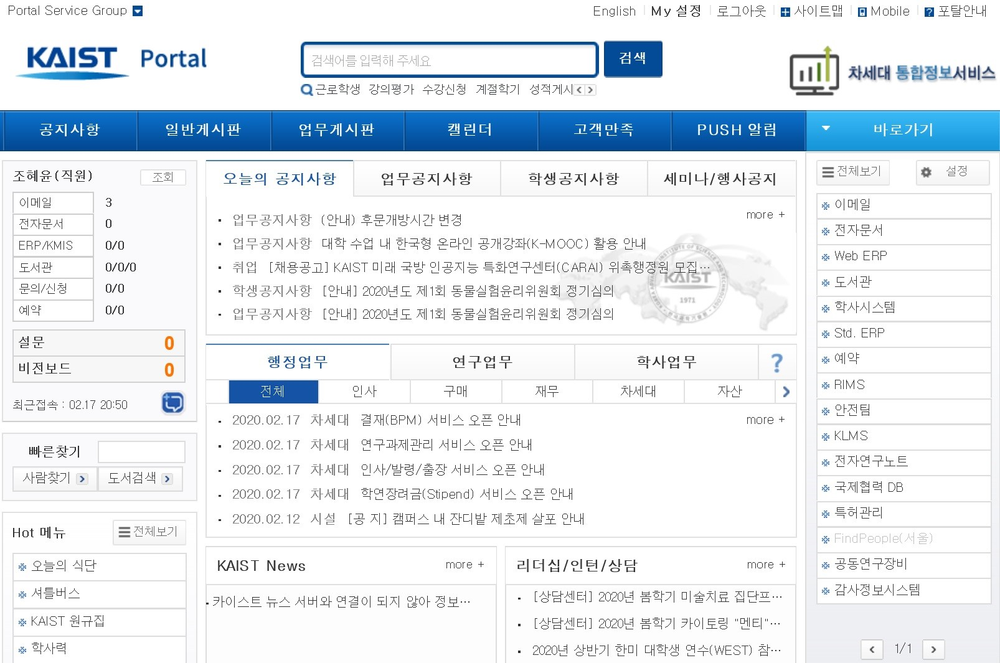 Portal Service Group
English My 설정 로그아웃 사이트맵 Mobile ? 포탈안내
KAIST Portal
검색어를 입력해 주세요 검색
근로학생 강의평가 수강신청 계절학기 성적게시
차세대 통합정보서비스
공지사항 일반게시판 업무게시판 캘린더 고객만족 PUSH 알림 바로가기
조혜윤(직원) 조회
이메일 3
전자문서 0
ERP/KMIS 0/0
도서관 0/0/0
문의/신청 0/0
예약 0/0
설문 0
비전보드 0
최근접속 : 02.17 20:50
빠른찾기
사람찾기 도서검색
Hot 메뉴 전체보기
오늘의 식단
셔틀버스
KAIST 원규집
학사력
오늘의 공지사항 업무공지사항 학생공지사항 세미나/행사공지
more +
업무공지사항 (안내) 후문개방시간 변경
업무공지사항 대학 수업 내 한국형 온라인 공개강좌(K-MOOC) 활용 안내
취업 [채용공고] KAIST 미래 국방 인공지능 특화연구센터(CARAI) 위촉행정원 모집…
학생공지사항 [안내] 2020년도 제1회 동물실험윤리위원회 정기심의
업무공지사항 [안내] 2020년도 제1회 동물실험윤리위원회 정기심의
KAIST
1971
행정업무 연구업무 학사업무 ?
전체 인사 구매 재무 차세대 자산
2020.02.17 차세대 결재(BPM) 서비스 오픈 안내 more +
2020.02.17 차세대 연구과제관리 서비스 오픈 안내
2020.02.17 차세대 인사/발령/출장 서비스 오픈 안내
2020.02.17 차세대 학연장려금(Stipend) 서비스 오픈 안내
2020.02.12 시설 [공 지] 캠퍼스 내 잔디밭 제초제 살포 안내
KAIST News more +
카이스트 뉴스 서버와 연결이 되지 않아 정보…
리더십/인턴/상담 more +
[상담센터] 2020년 봄학기 미술치료 집단프…
[상담센터] 2020년 봄학기 카이토링 "멘티"…
2020년 상반기 한미 대학생 연수(WEST) 참…
전체보기 설정
이메일
전자문서
Web ERP
도서관
학사시스템
Std. ERP
예약
RIMS
안전팀
KLMS
전자연구노트
국제협력 DB
특허관리
FindPeople(서울)
공동연구장비
감사정보시스템
1/1